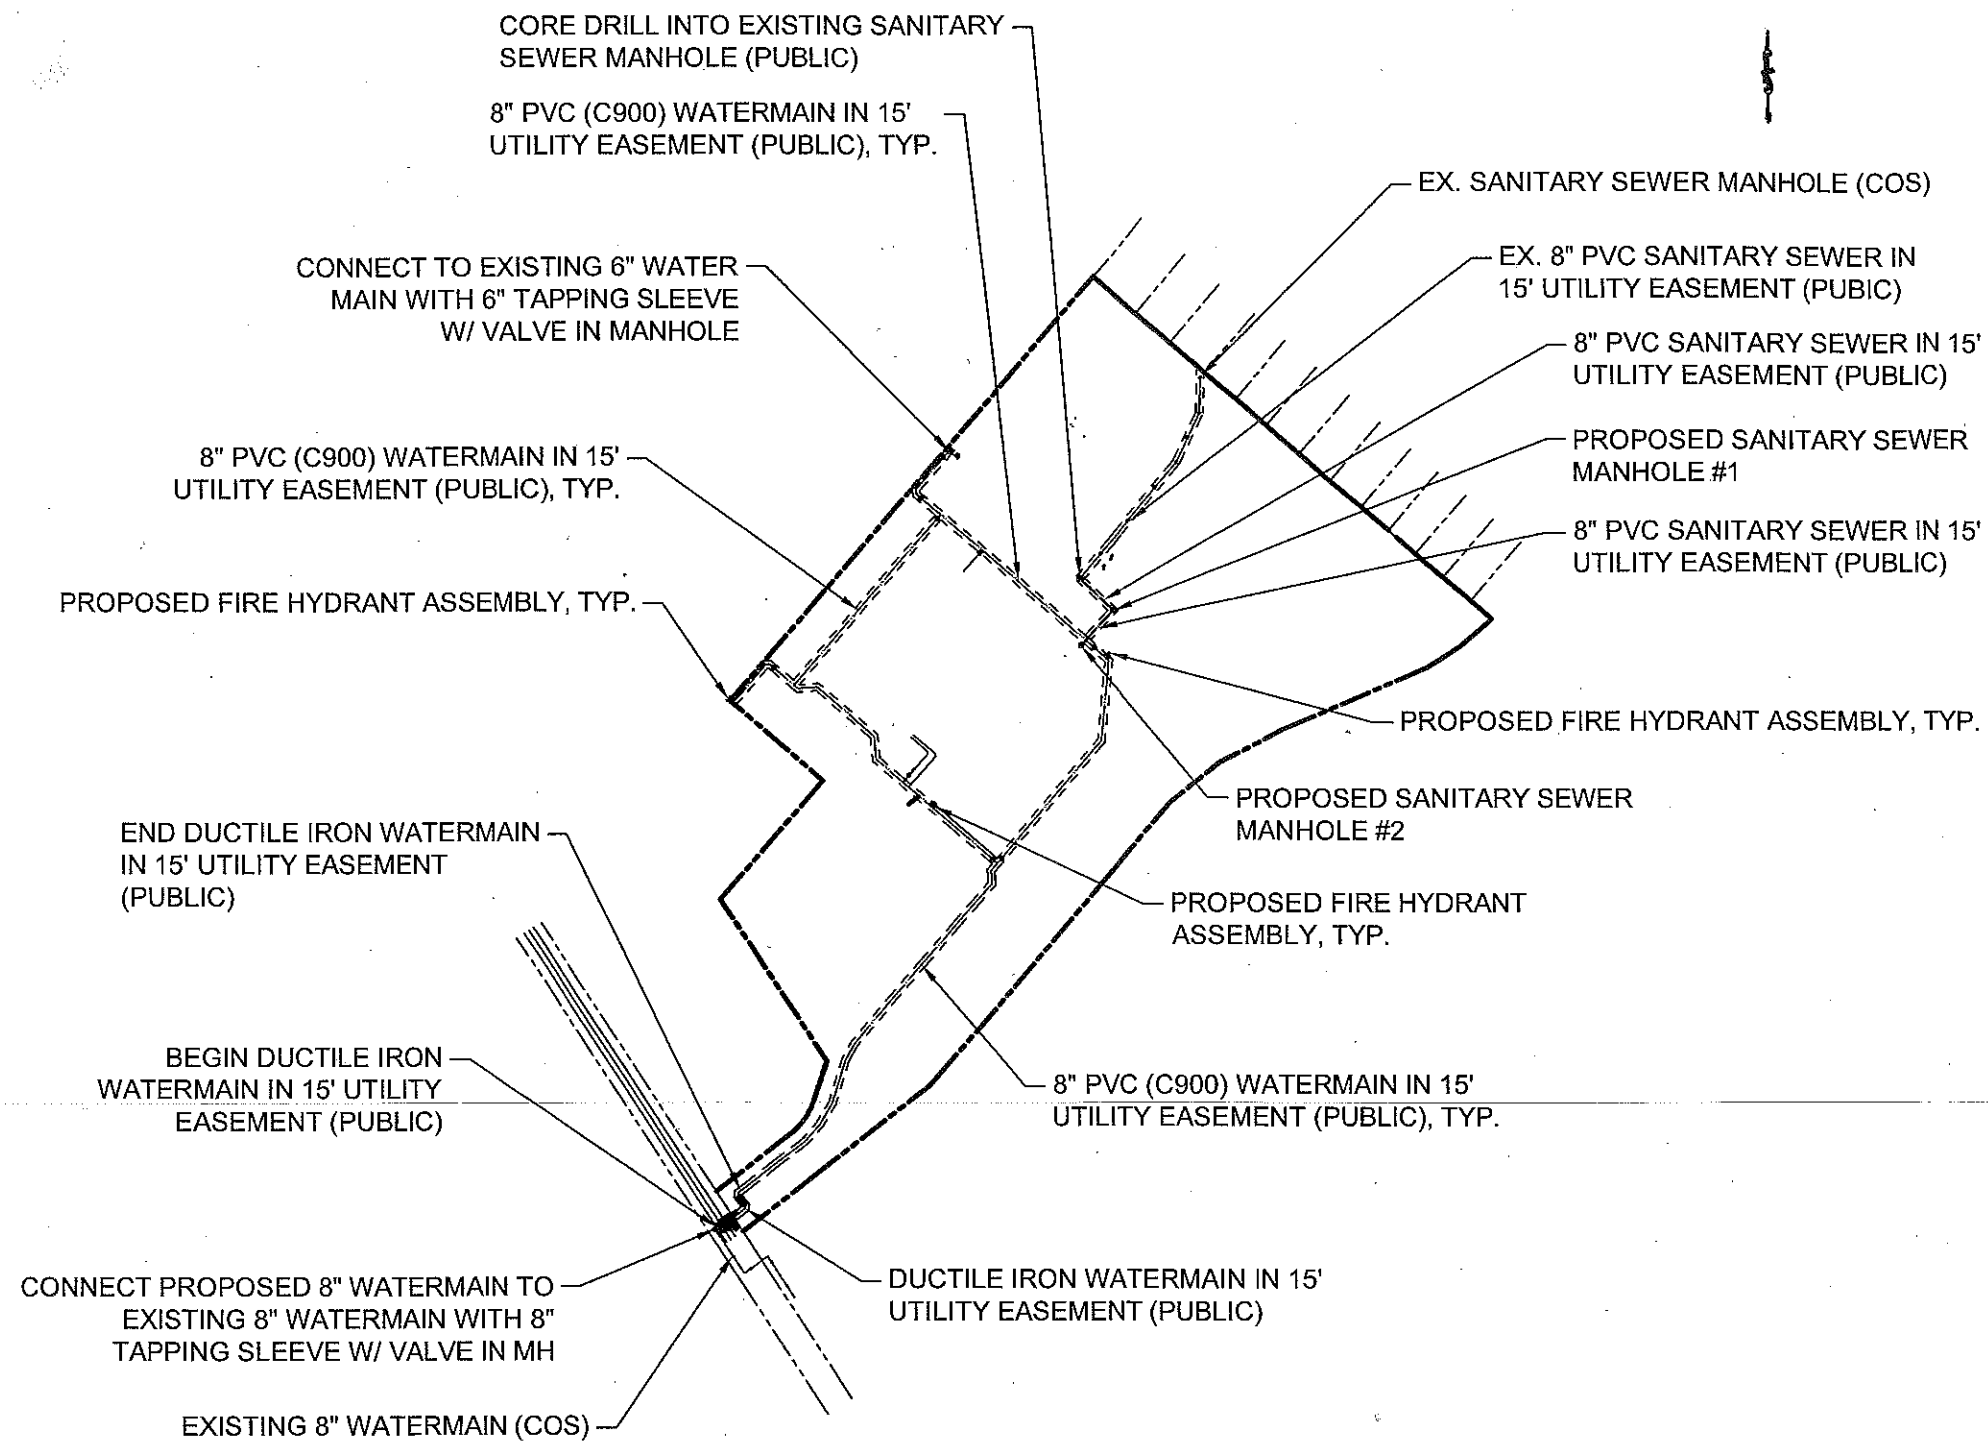 CORE DRILL INTO EXISTING SANITARY
SEWER MANHOLE (PUBLIC)
8" PVC (C900) WATERMAIN IN 15'
UTILITY EASEMENT (PUBLIC), TYP.
EX. SANITARY SEWER MANHOLE (COS)
CONNECT TO EXISTING 6" WATER
MAIN WITH 6" TAPPING SLEEVE
W/ VALVE IN MANHOLE
EX. 8" PVC SANITARY SEWER IN
15' UTILITY EASEMENT (PUBIC)
8" PVC SANITARY SEWER IN 15'
UTILITY EASEMENT (PUBLIC)
8" PVC (C900) WATERMAIN IN 15'
UTILITY EASEMENT (PUBLIC), TYP.
PROPOSED SANITARY SEWER
MANHOLE #1
8" PVC SANITARY SEWER IN 15'
UTILITY EASEMENT (PUBLIC)
PROPOSED FIRE HYDRANT ASSEMBLY, TYP.
PROPOSED FIRE HYDRANT ASSEMBLY, TYP.
PROPOSED SANITARY SEWER
MANHOLE #2
END DUCTILE IRON WATERMAIN
IN 15' UTILITY EASEMENT
(PUBLIC)
PROPOSED FIRE HYDRANT
ASSEMBLY, TYP.
BEGIN DUCTILE IRON
WATERMAIN IN 15' UTILITY
EASEMENT (PUBLIC)
8" PVC (C900) WATERMAIN IN 15'
UTILITY EASEMENT (PUBLIC), TYP.
CONNECT PROPOSED 8" WATERMAIN TO
EXISTING 8" WATERMAIN WITH 8"
TAPPING SLEEVE W/ VALVE IN MH
DUCTILE IRON WATERMAIN IN 15'
UTILITY EASEMENT (PUBLIC)
EXISTING 8" WATERMAIN (COS)